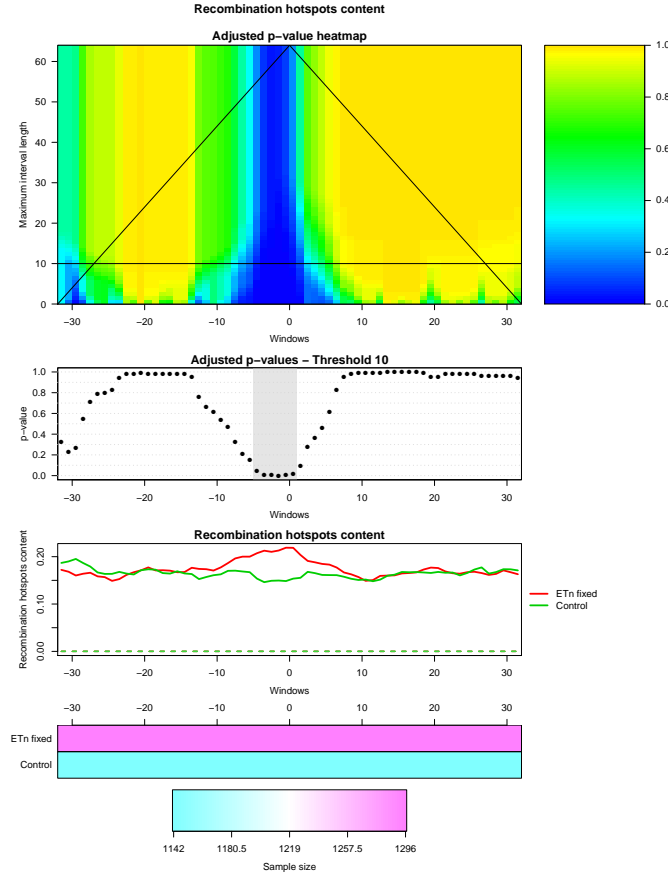 Recombination hotspots content
Adjusted p−value heatmap
Maximum interval length
0 10 20 30 40 50 60
−30 −20 −10 0 10 20 30
Windows
0.0 0.2 0.4 0.6 0.8 1.0
Adjusted p−values − Threshold 10
p−value
0.0 0.2 0.4 0.6 0.8 1.0
−30 −20 −10 0 10 20 30
Windows
Recombination hotspots content
Recombination hotspots content
0.00 0.10 0.20
−30 −20 −10 0 10 20 30
Windows
ETn fixed
Control
−30 −20 −10 0 10 20 30
ETn fixed
Control
1142 1180.5 1219 1257.5 1296
Sample size